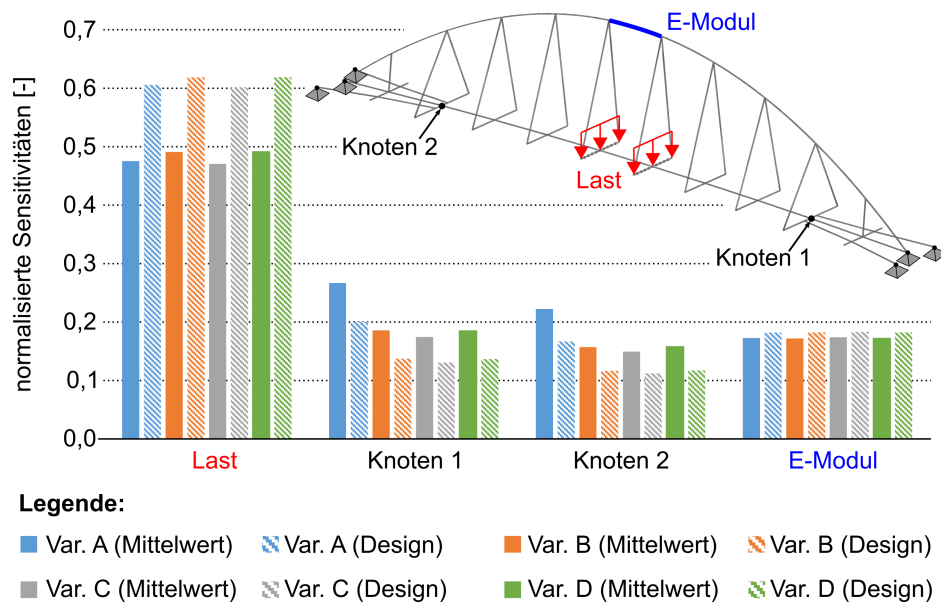 normalisierte Sensitivitäten [-]
0,7
0,6
0,5
0,4
0,3
0,2
0,1
0,0
E-Modul
Knoten 2
Last
Knoten 1
Last
Knoten 1
Knoten 2
E-Modul
Legende:
Var. A (Mittelwert)
Var. A (Design)
Var. B (Mittelwert)
Var. B (Design)
Var. C (Mittelwert)
Var. C (Design)
Var. D (Mittelwert)
Var. D (Design)